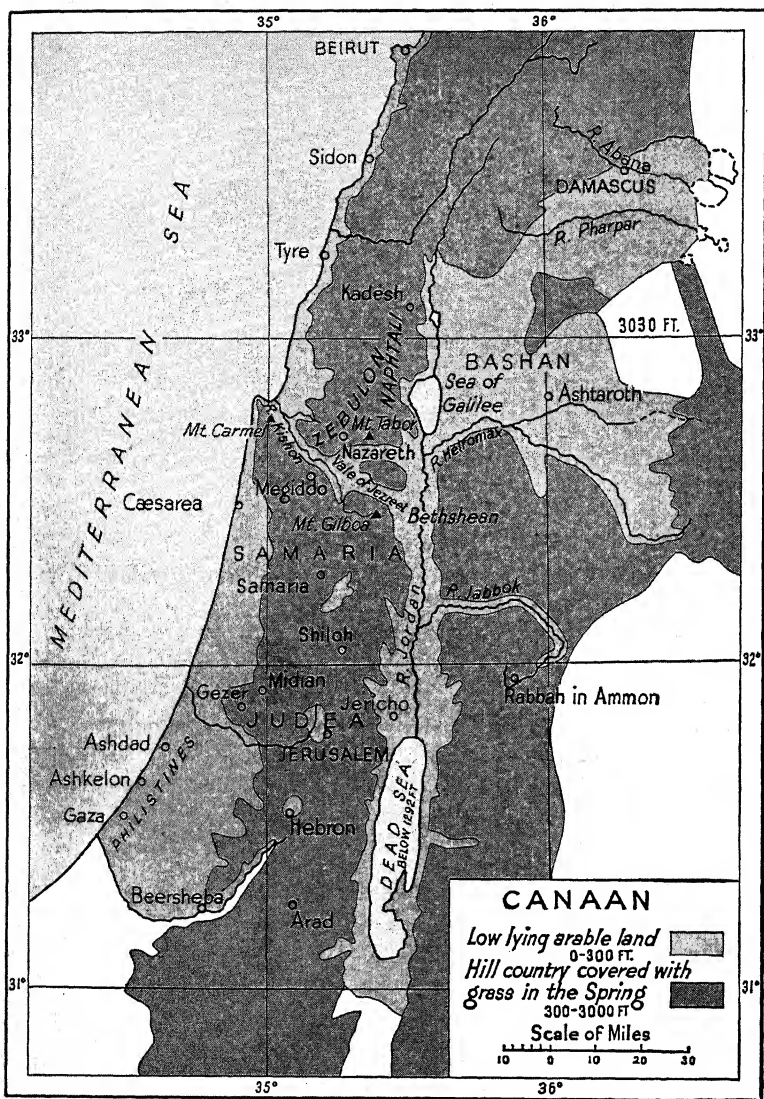 35°
36°
BEIRUT
Sidon
R. Abana
DAMASCUS
R. Pharpar
Tyre
Kadesh
MEDITERRANEAN SEA
33°
33°
3030 FT.
NAPHTALI
ZEBULON
BASHAN
Sea of
Galilee
Ashtaroth
Mt. Carmel
R. Kishon
Mt. Tabor
Nazareth
R. Heiromax
Vale of Jezreel
Megiddo
Cæsarea
Mt. Gilboa
Bethshean
SAMARIA
Samaria
R. Jordan
R. Jabbok
Shiloh
32°
32°
Midian
Gezer
Jericho
Rabbah in Ammon
JUDEA
Ashdad
JERUSALEM
Ashkelon
PHILISTINES
Gaza
Hebron
DEAD SEA
BELOW 1292 FT
Beersheba
Arad
31°
31°
CANAAN
Low lying arable land
0-300 FT.
Hill country covered with
grass in the Spring
300-3000 FT
Scale of Miles
10 0 10 20 30
35°
36°